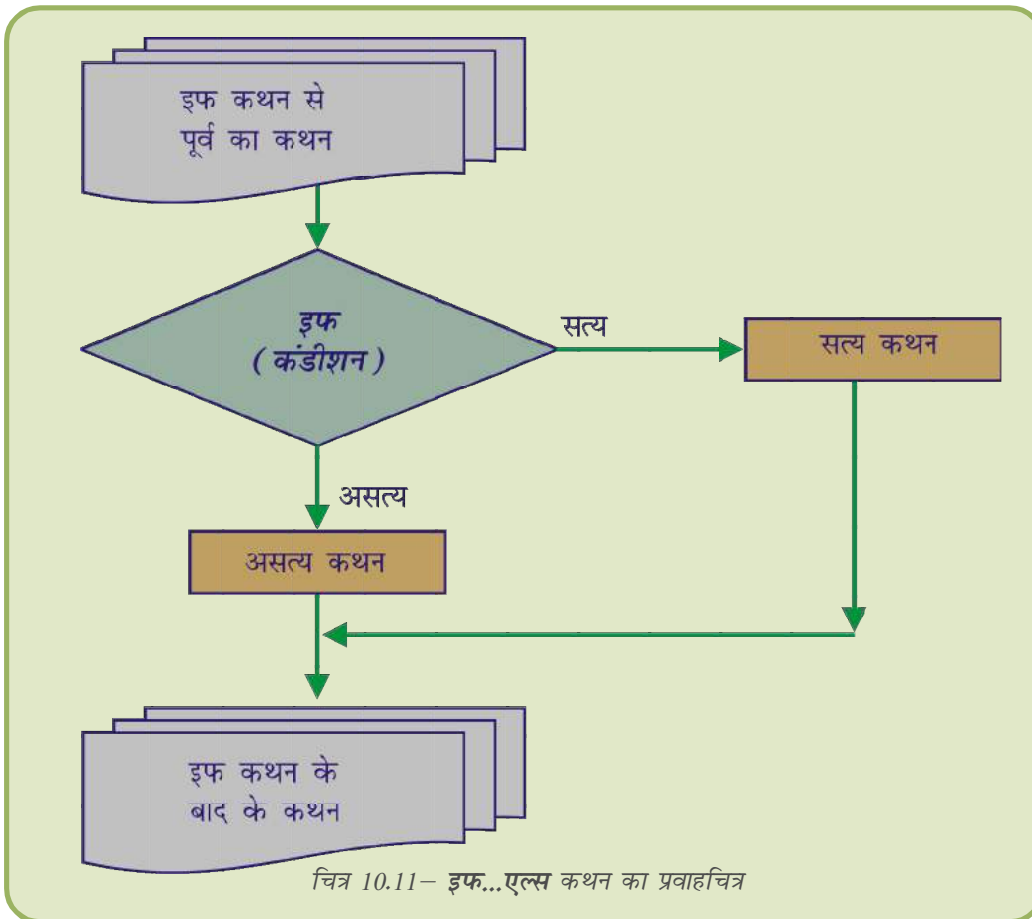 इफ कथन से
पूर्व का कथन
इफ
( कंडीशन )
सत्य
सत्य कथन
असत्य
असत्य कथन
इफ कथन के
बाद के कथन
चित्र 10.11– इफ...एल्स कथन का प्रवाहचित्र